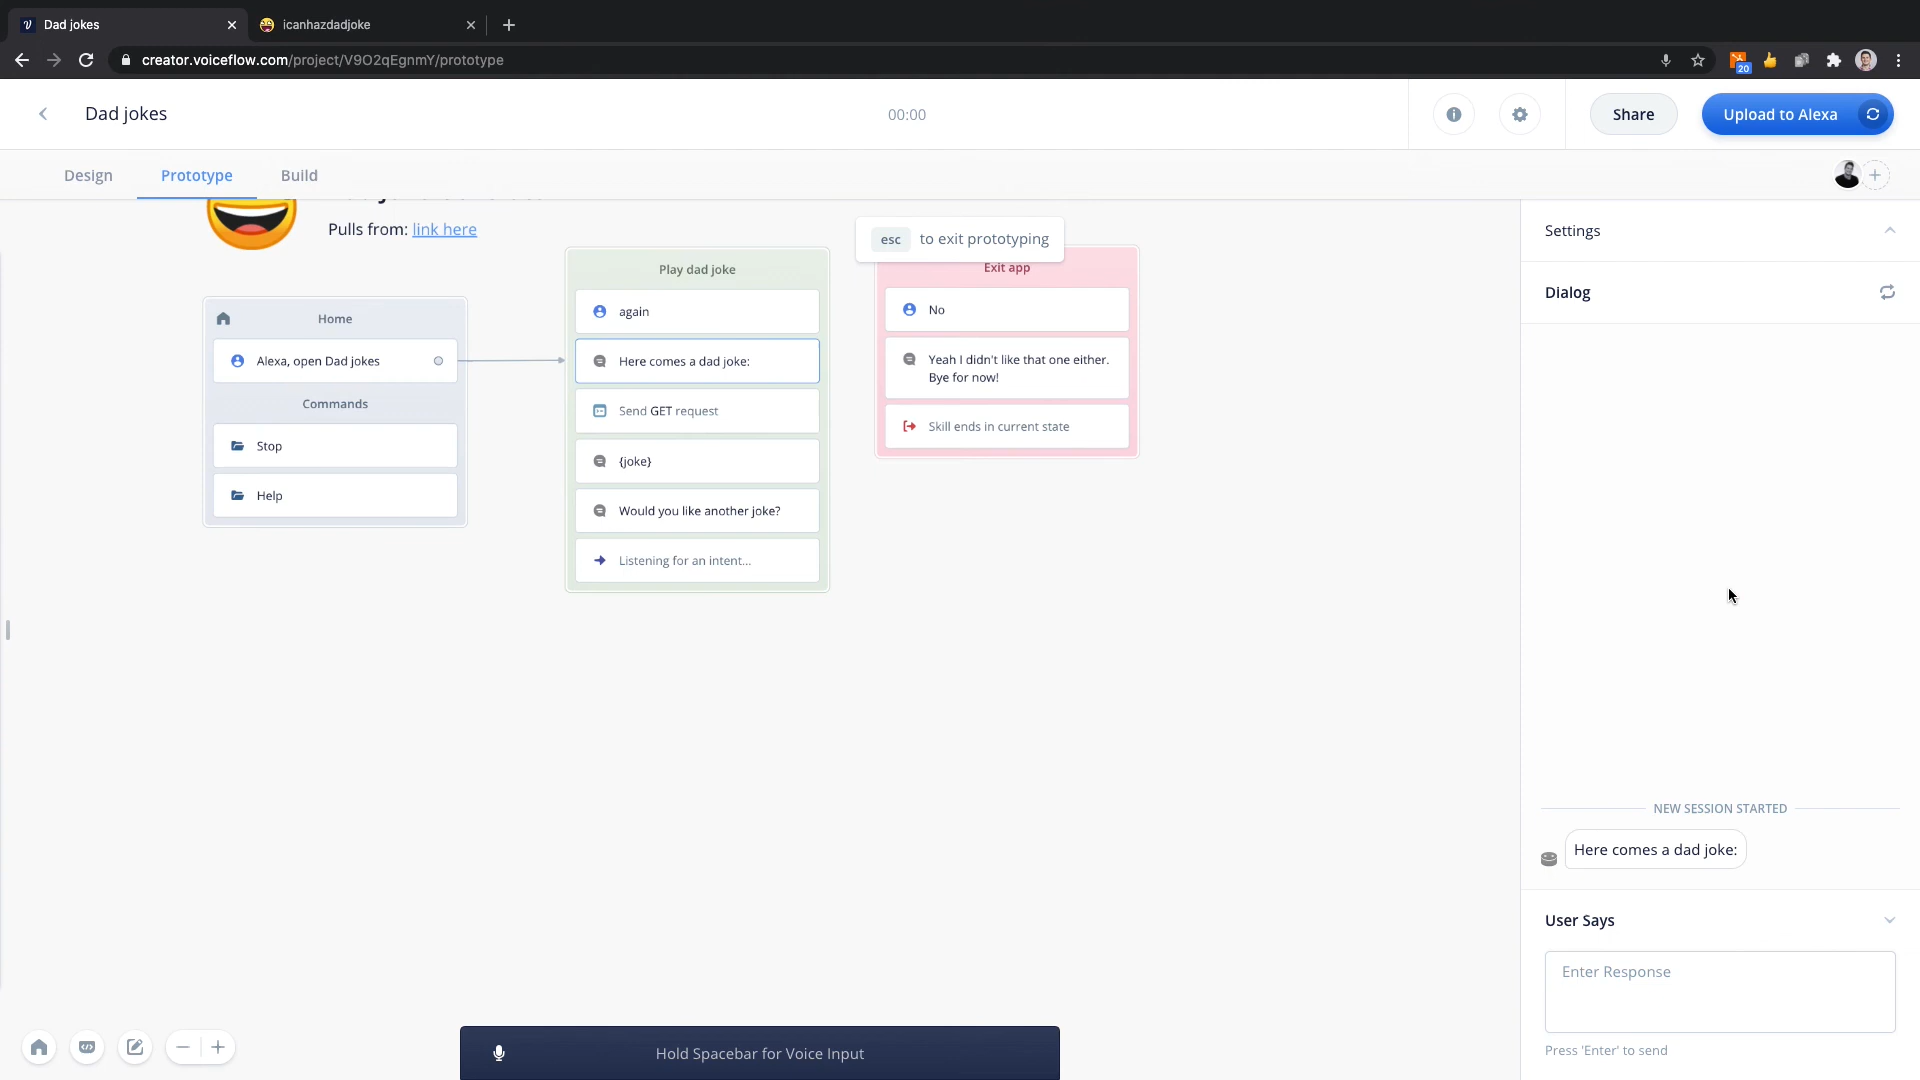 Dad jokes
icanhazdadjoke
creator.voiceflow.com/project/V9O2qEgnmY/prototype
20
Dad jokes
00:00
Share
Upload to Alexa
Design
Prototype
Build
Pulls from: link here
esc to exit prototyping
Home
Alexa, open Dad jokes
Commands
Stop
Help
Play dad joke
again
Here comes a dad joke:
Send GET request
{joke}
Would you like another joke?
Listening for an intent...
Exit app
No
Yeah I didn't like that one either.
Bye for now!
Skill ends in current state
Settings
Dialog
NEW SESSION STARTED
Here comes a dad joke:
User Says
Enter Response
Press 'Enter' to send
Hold Spacebar for Voice Input